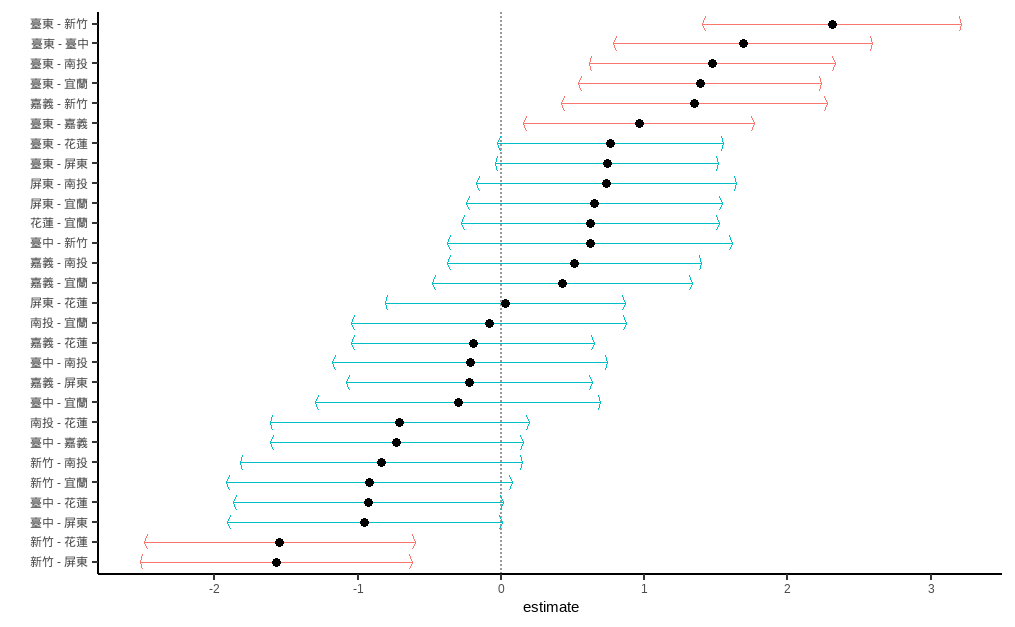 臺東 - 新竹
臺東 - 臺中
臺東 - 南投
臺東 - 宜蘭
嘉義 - 新竹
臺東 - 嘉義
臺東 - 花蓮
臺東 - 屏東
屏東 - 南投
屏東 - 宜蘭
花蓮 - 宜蘭
臺中 - 新竹
嘉義 - 南投
嘉義 - 宜蘭
屏東 - 花蓮
南投 - 宜蘭
嘉義 - 花蓮
臺中 - 南投
嘉義 - 屏東
臺中 - 宜蘭
南投 - 花蓮
臺中 - 嘉義
新竹 - 南投
新竹 - 宜蘭
臺中 - 花蓮
臺中 - 屏東
新竹 - 花蓮
新竹 - 屏東
-2 -1 0 1 2 3
estimate